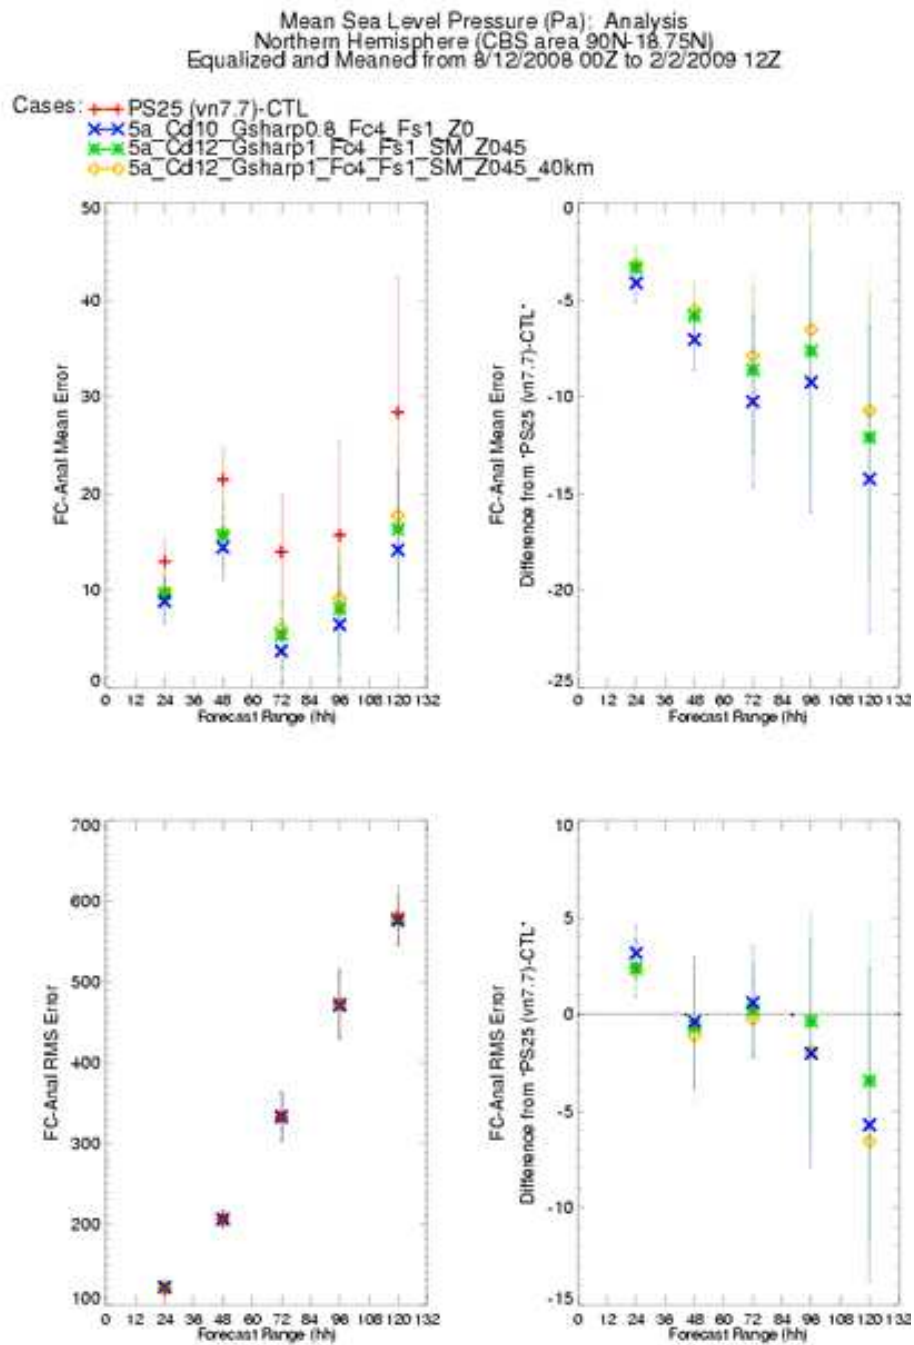 Mean Sea Level Pressure (Pa): Analysis
Northern Hemisphere (CBS area 90N-18.75N)
Equalized and Meaned from 8/12/2008 00Z to 2/2/2009 12Z
Cases:
PS25 (vn7.7)-CTL
5a_Cd10_Gsharp0.8_Fc4_Fs1_Z0
5a_Cd12_Gsharp1_Fc4_Fs1_SM_Z045
5a_Cd12_Gsharp1_Fc4_Fs1_SM_Z045_40km
50
40
30
20
10
0
FC-Anal Mean Error
0 12 24 36 48 60 72 84 96 108 120 132
Forecast Range (hh)
0
-5
-10
-15
-20
-25
FC-Anal Mean Error
Difference from "PS25 (vn7.7)-CTL"
0 12 24 36 48 60 72 84 96 108 120 132
Forecast Range (hh)
700
600
500
400
300
200
100
FC-Anal RMS Error
0 12 24 36 48 60 72 84 96 108 120 132
Forecast Range (hh)
10
5
0
-5
-10
-15
FC-Anal RMS Error
Difference from "PS25 (vn7.7)-CTL"
0 12 24 36 48 60 72 84 96 108 120 132
Forecast Range (hh)